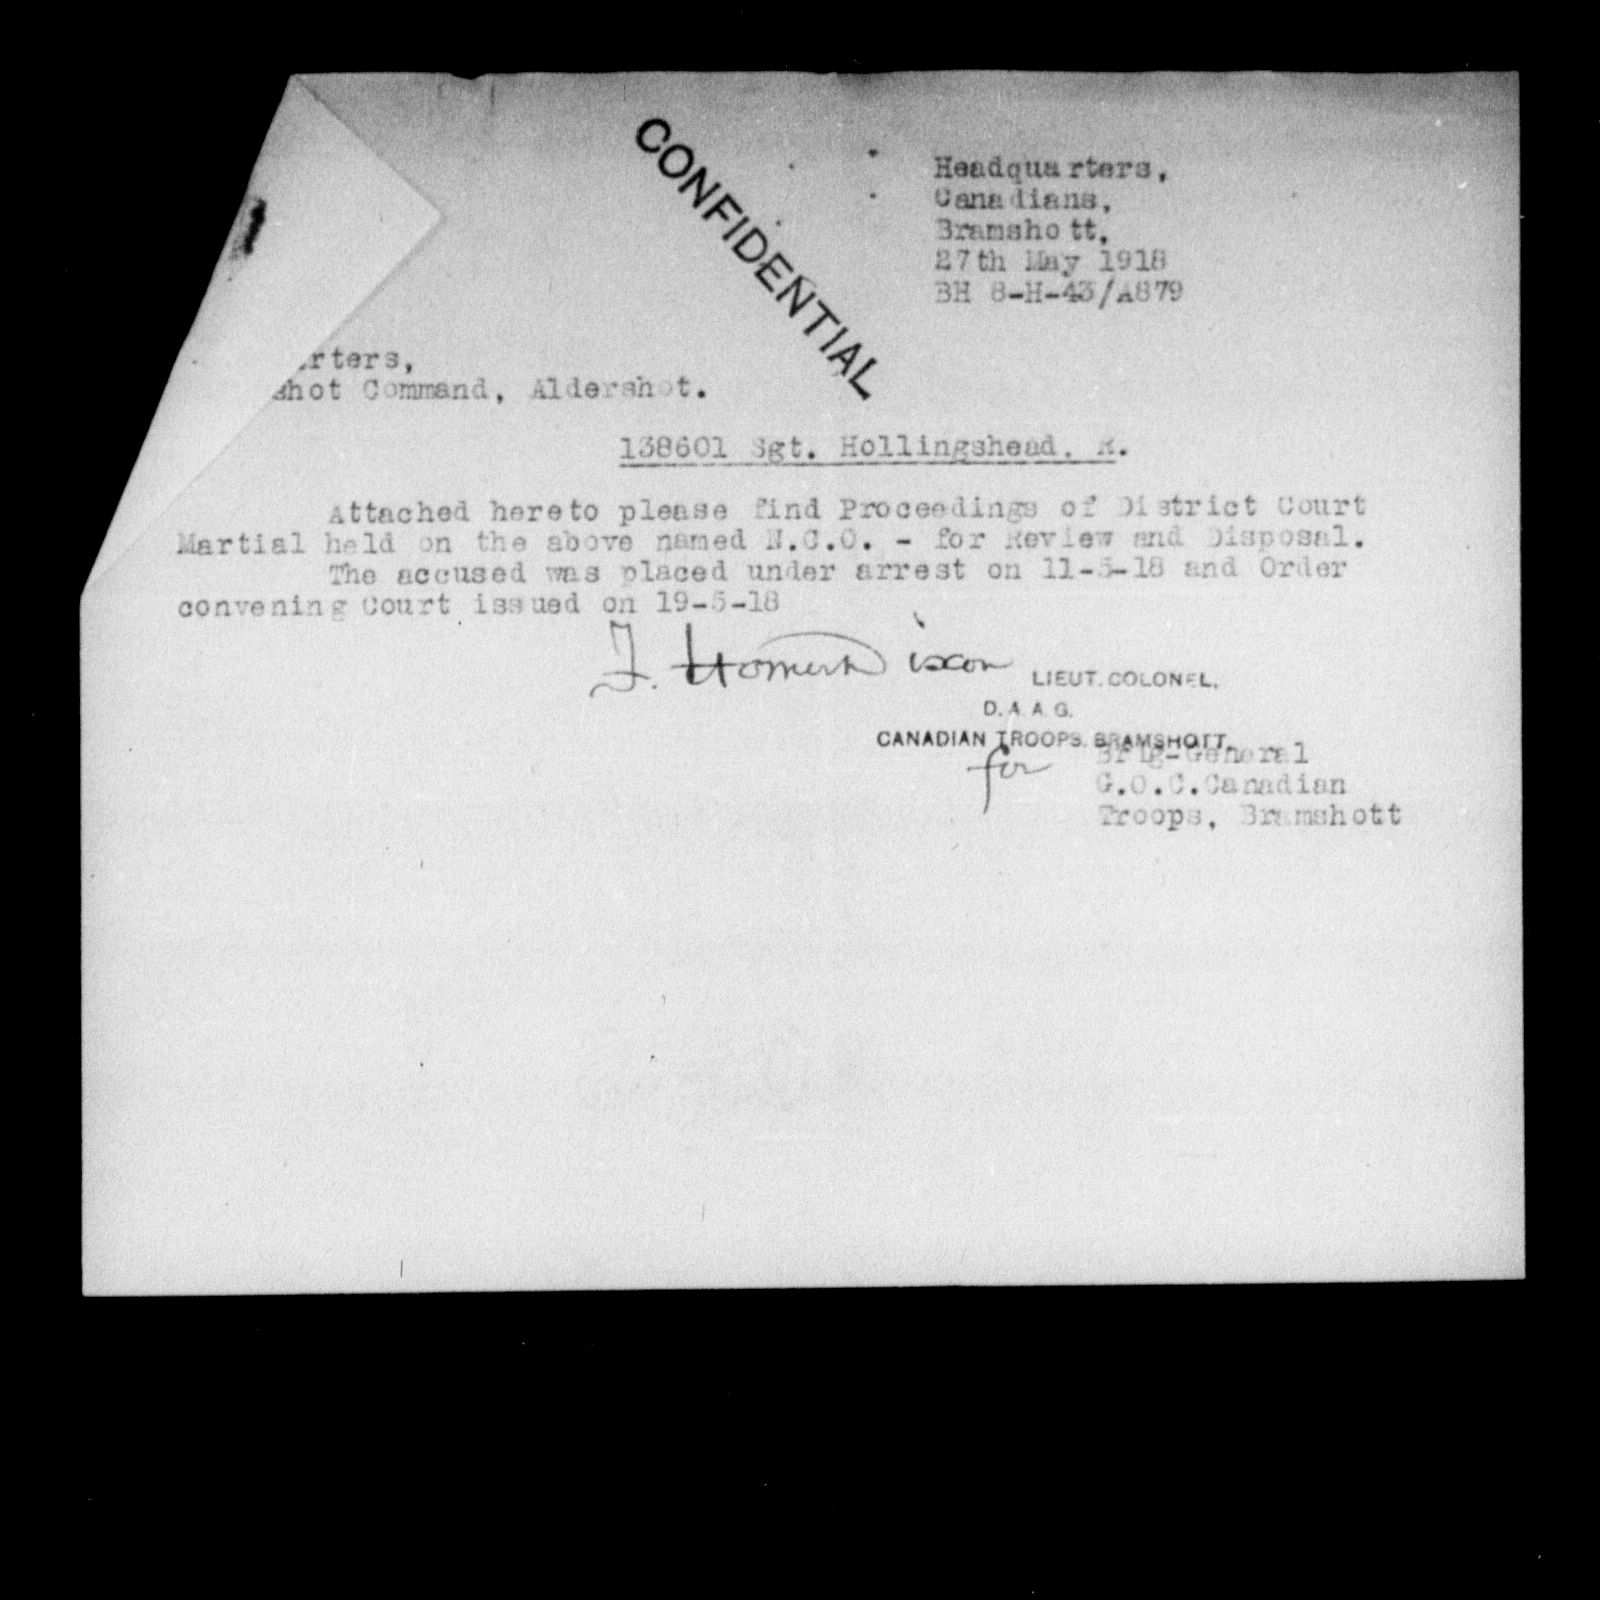 CONFIDENTIAL
Headquarters,
Canadians,
Bramshott,
27th May 1918
BH 8-H-43/A879
rters,
shot Command, Aldershot.
138601 Sgt. Hollingshead, R.
Attached hereto please find Proceedings of District Court
Martial held on the above named N.C.O. - for Review and Disposal.
The accused was placed under arrest on 11-5-18 and Order
convening Court issued on 19-5-18
F. Homer Dixon
LIEUT. COLONEL,
D.A.A.G.
CANADIAN TROOPS. BRAMSHOTT.
for Brig-General
G.O.C.Canadian
Troops, Bramshott